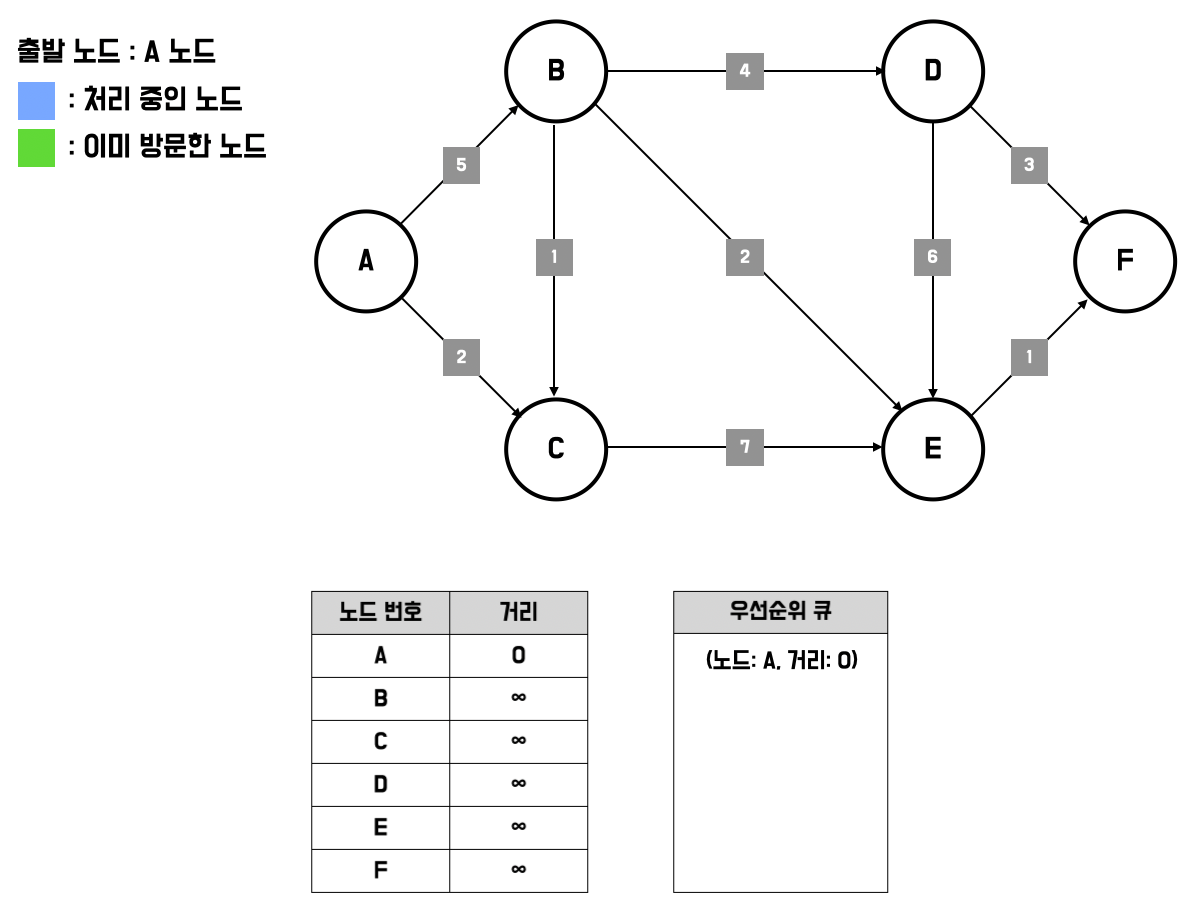 출발 노드 : A 노드
: 처리 중인 노드
: 이미 방문한 노드
B
4
D
5
3
A
1
2
6
F
2
1
C
7
E
노드 번호 거리
A 0
B ∞
C ∞
D ∞
E ∞
F ∞
우선순위 큐
(노드: A, 거리: 0)